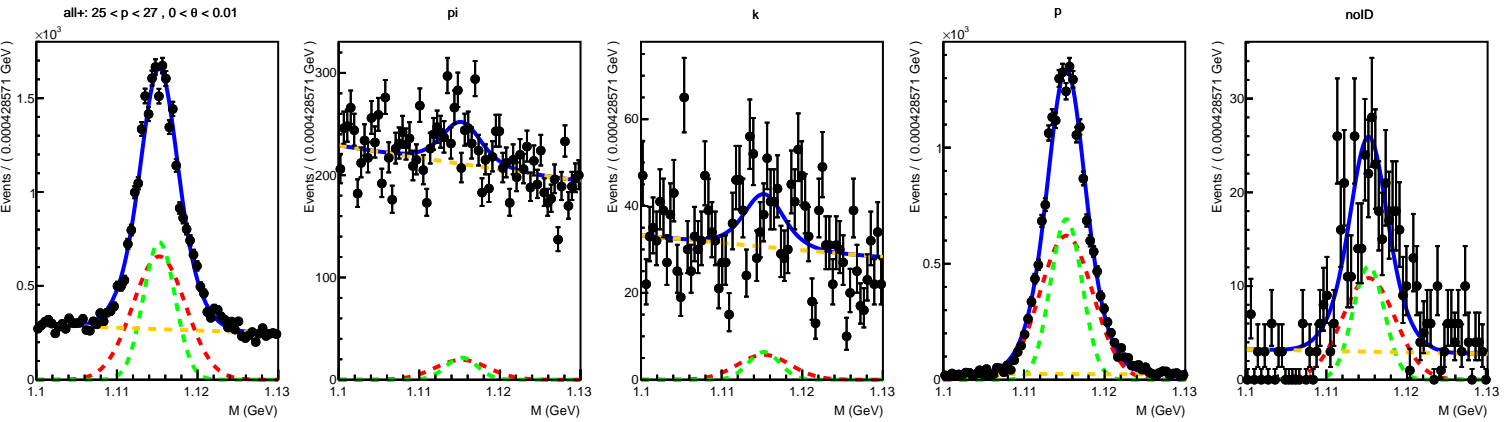 all+: 25 < p < 27 , 0 < θ < 0.01
×10³
Events / ( 0.000428571 GeV )
1.5
1
0.5
0
1.1 1.11 1.12 1.13
M (GeV)
pi
Events / ( 0.000428571 GeV )
300
200
100
0
1.1 1.11 1.12 1.13
M (GeV)
k
Events / ( 0.000428571 GeV )
60
40
20
0
1.1 1.11 1.12 1.13
M (GeV)
p
×10³
Events / ( 0.000428571 GeV )
1
0.5
0
1.1 1.11 1.12 1.13
M (GeV)
noID
Events / ( 0.000428571 GeV )
30
20
10
0
1.1 1.11 1.12 1.13
M (GeV)